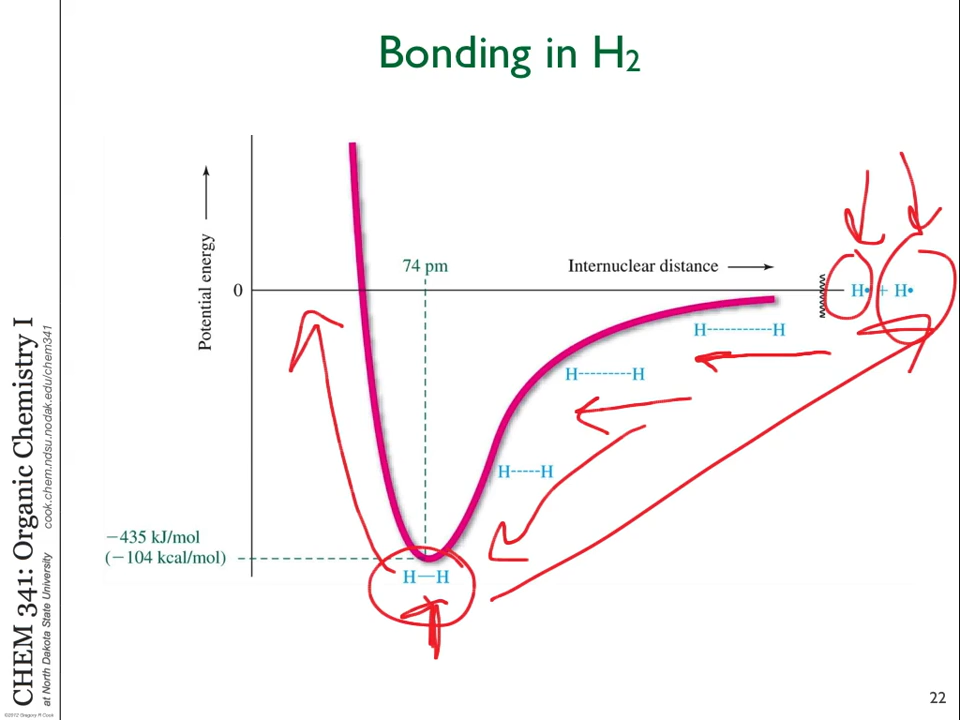 Bonding in H₂
CHEM 341: Organic Chemistry I
at North Dakota State University cook.chem.ndsu.nodak.edu/chem341
©2012 Gregory R Cook
Potential energy
74 pm
Internuclear distance
0
H• + H•
H-----------H
H---------H
H-----H
−435 kJ/mol
(−104 kcal/mol)
H—H
22